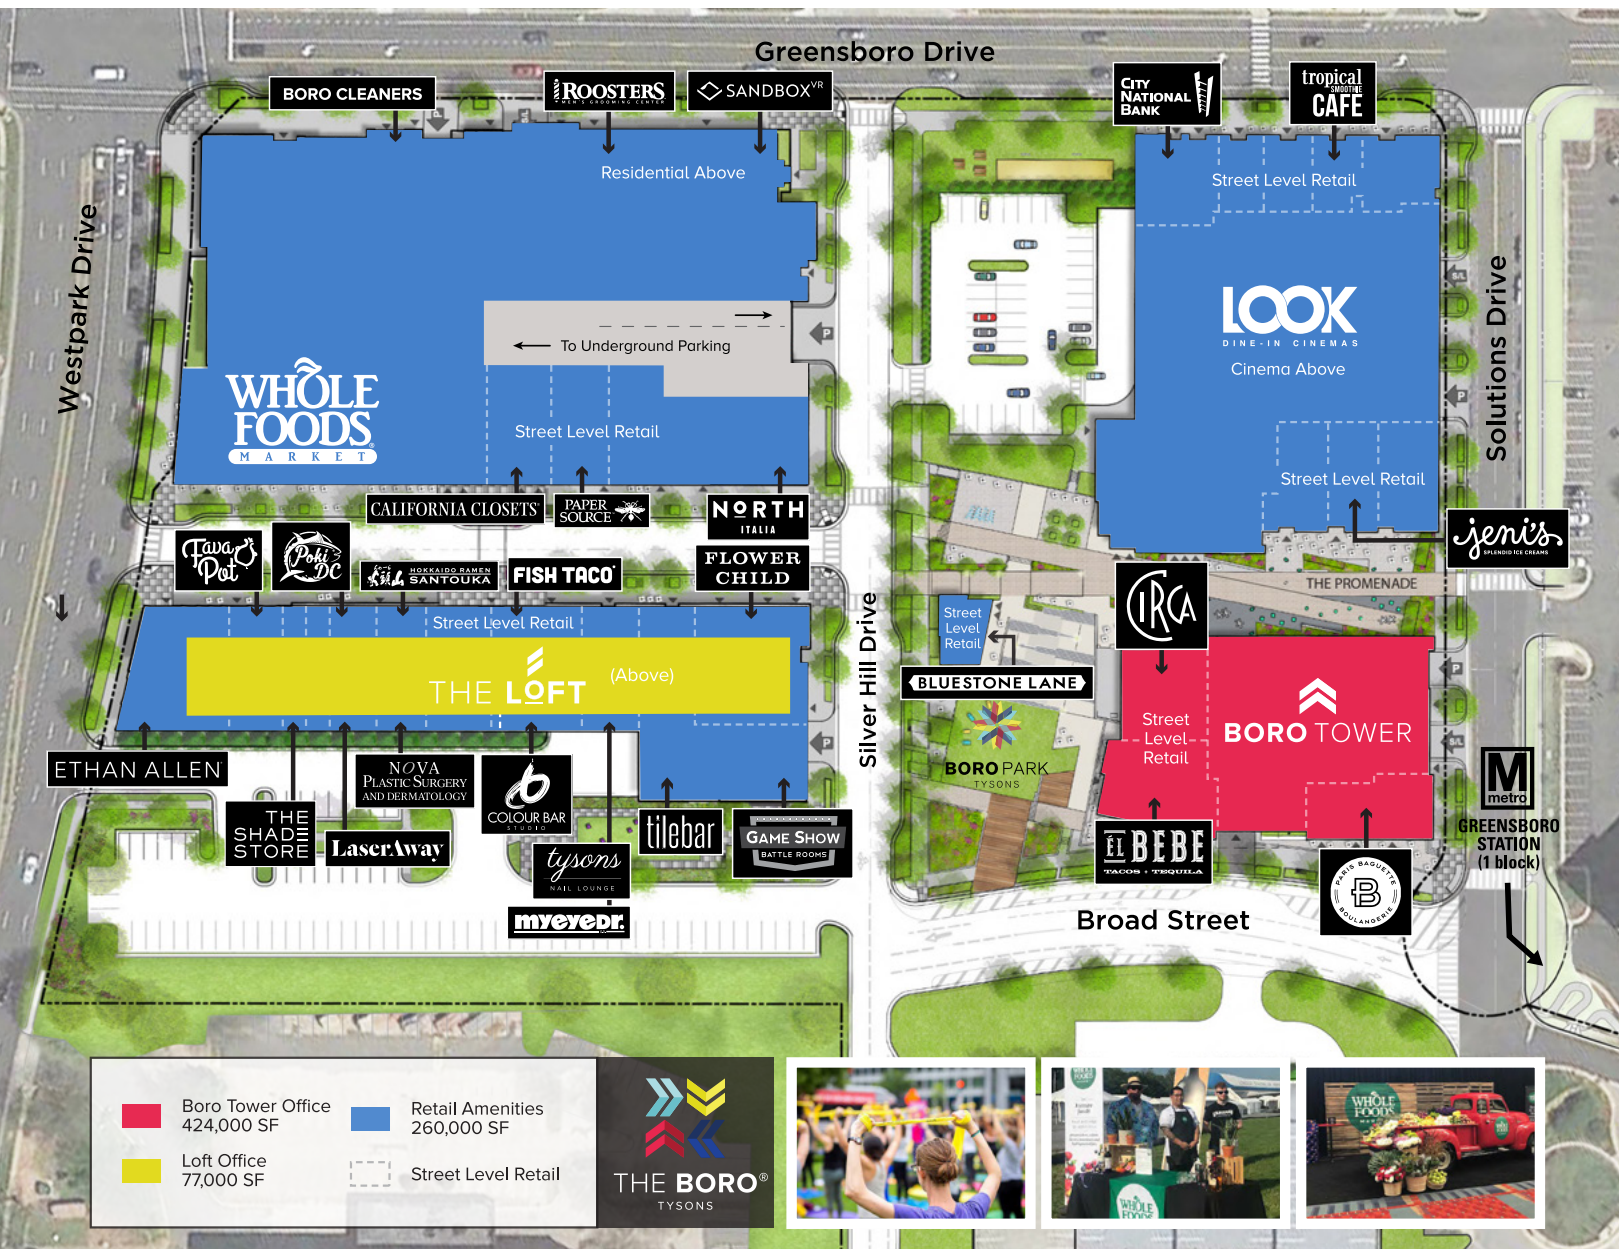 Greensboro Drive
BORO CLEANERS
ROOSTERS
MEN'S GROOMING CENTER
SANDBOX VR
CITY
NATIONAL
BANK
tropical
SMOOTHIE
CAFE
Residential Above
Street Level Retail
Westpark Drive
Solutions Drive
LOOK
DINE-IN CINEMAS
Cinema Above
To Underground Parking
P
S/L
P
WHOLE
FOODS
MARKET
Street Level Retail
Street Level Retail
CALIFORNIA CLOSETS
PAPER
SOURCE
NORTH
ITALIA
jeni's
SPLENDID ICE CREAMS
Fava
Pot
Poki
DC
HOKKAIDO RAMEN
SANTOUKA
FISH TACO
FLOWER
CHILD
THE PROMENADE
CIRCA
Street Level Retail
Street
Level
Retail
Silver Hill Drive
THE LOFT
(Above)
BLUESTONE LANE
P
Street
Level
Retail
BORO TOWER
BORO PARK
TYSONS
P
S/L
ETHAN ALLEN
NOVA
PLASTIC SURGERY
AND DERMATOLOGY
COLOUR BAR
STUDIO
M
metro
GREENSBORO
STATION
(1 block)
THE
SHADE
STORE
LaserAway
tilebar
GAME SHOW
BATTLE ROOMS
EL BEBE
TACOS + TEQUILA
tysons
NAIL LOUNGE
PARIS BAGUETTE
B
BOULANGERIE
myeyedr.
Broad Street
Boro Tower Office
424,000 SF
Retail Amenities
260,000 SF
Loft Office
77,000 SF
Street Level Retail
THE BORO®
TYSONS
WHOLE
FOODS
WHOLE
FOODS